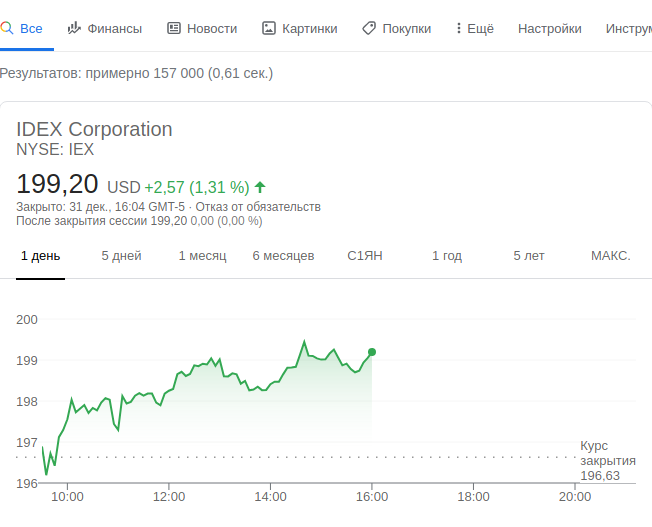 Все Финансы Новости Картинки Покупки Ещё Настройки Инструм
Результатов: примерно 157 000 (0,61 сек.)
IDEX Corporation
NYSE: IEX
199,20 USD +2,57 (1,31 %)
Закрыто: 31 дек., 16:04 GMT-5 · Отказ от обязательств
После закрытия сессии 199,20 0,00 (0,00 %)
1 день 5 дней 1 месяц 6 месяцев С1ЯН 1 год 5 лет МАКС.
200
199
198
197
Курс
закрытия
196,63
196
10:00 12:00 14:00 16:00 18:00 20:00